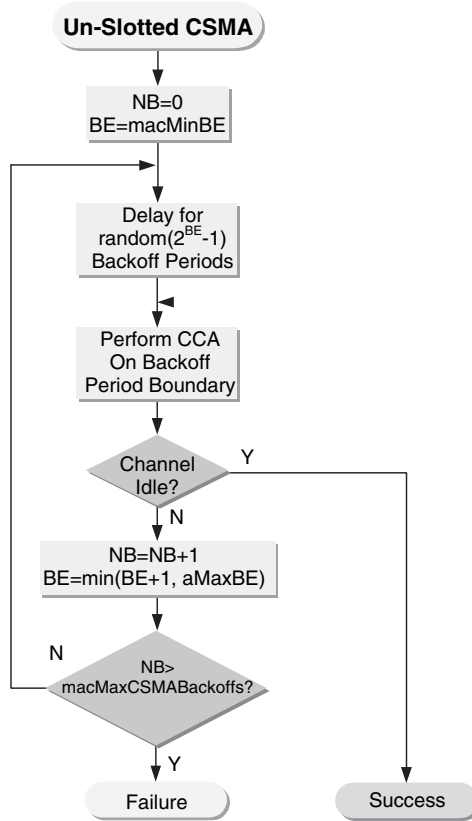 Un-Slotted CSMA
NB=0
BE=macMinBE
Delay for
random(2^BE-1)
Backoff Periods
Perform CCA
On Backoff
Period Boundary
Channel
Idle?
Y
N
NB=NB+1
BE=min(BE+1, aMaxBE)
N
NB>
macMaxCSMABackoffs?
Y
Failure
Success